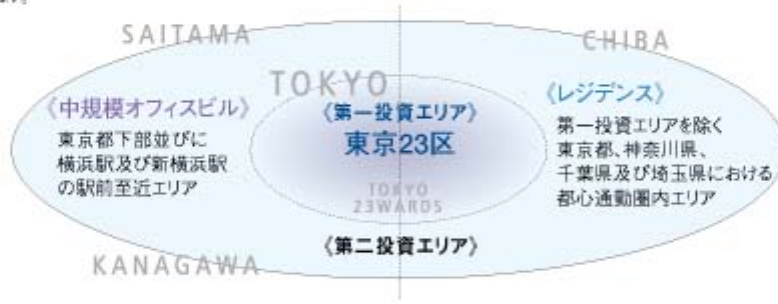 SAITAMA
CHIBA
TOKYO
《中規模オフィスビル》
東京都下部並びに
横浜駅及び新横浜駅
の駅前至近エリア
《第一投資エリア》
東京23区
TOKYO
23WARDS
《レジデンス》
第一投資エリアを除く
東京都、神奈川県、
千葉県及び埼玉県における
都心通勤圏内エリア
《第二投資エリア》
KANAGAWA